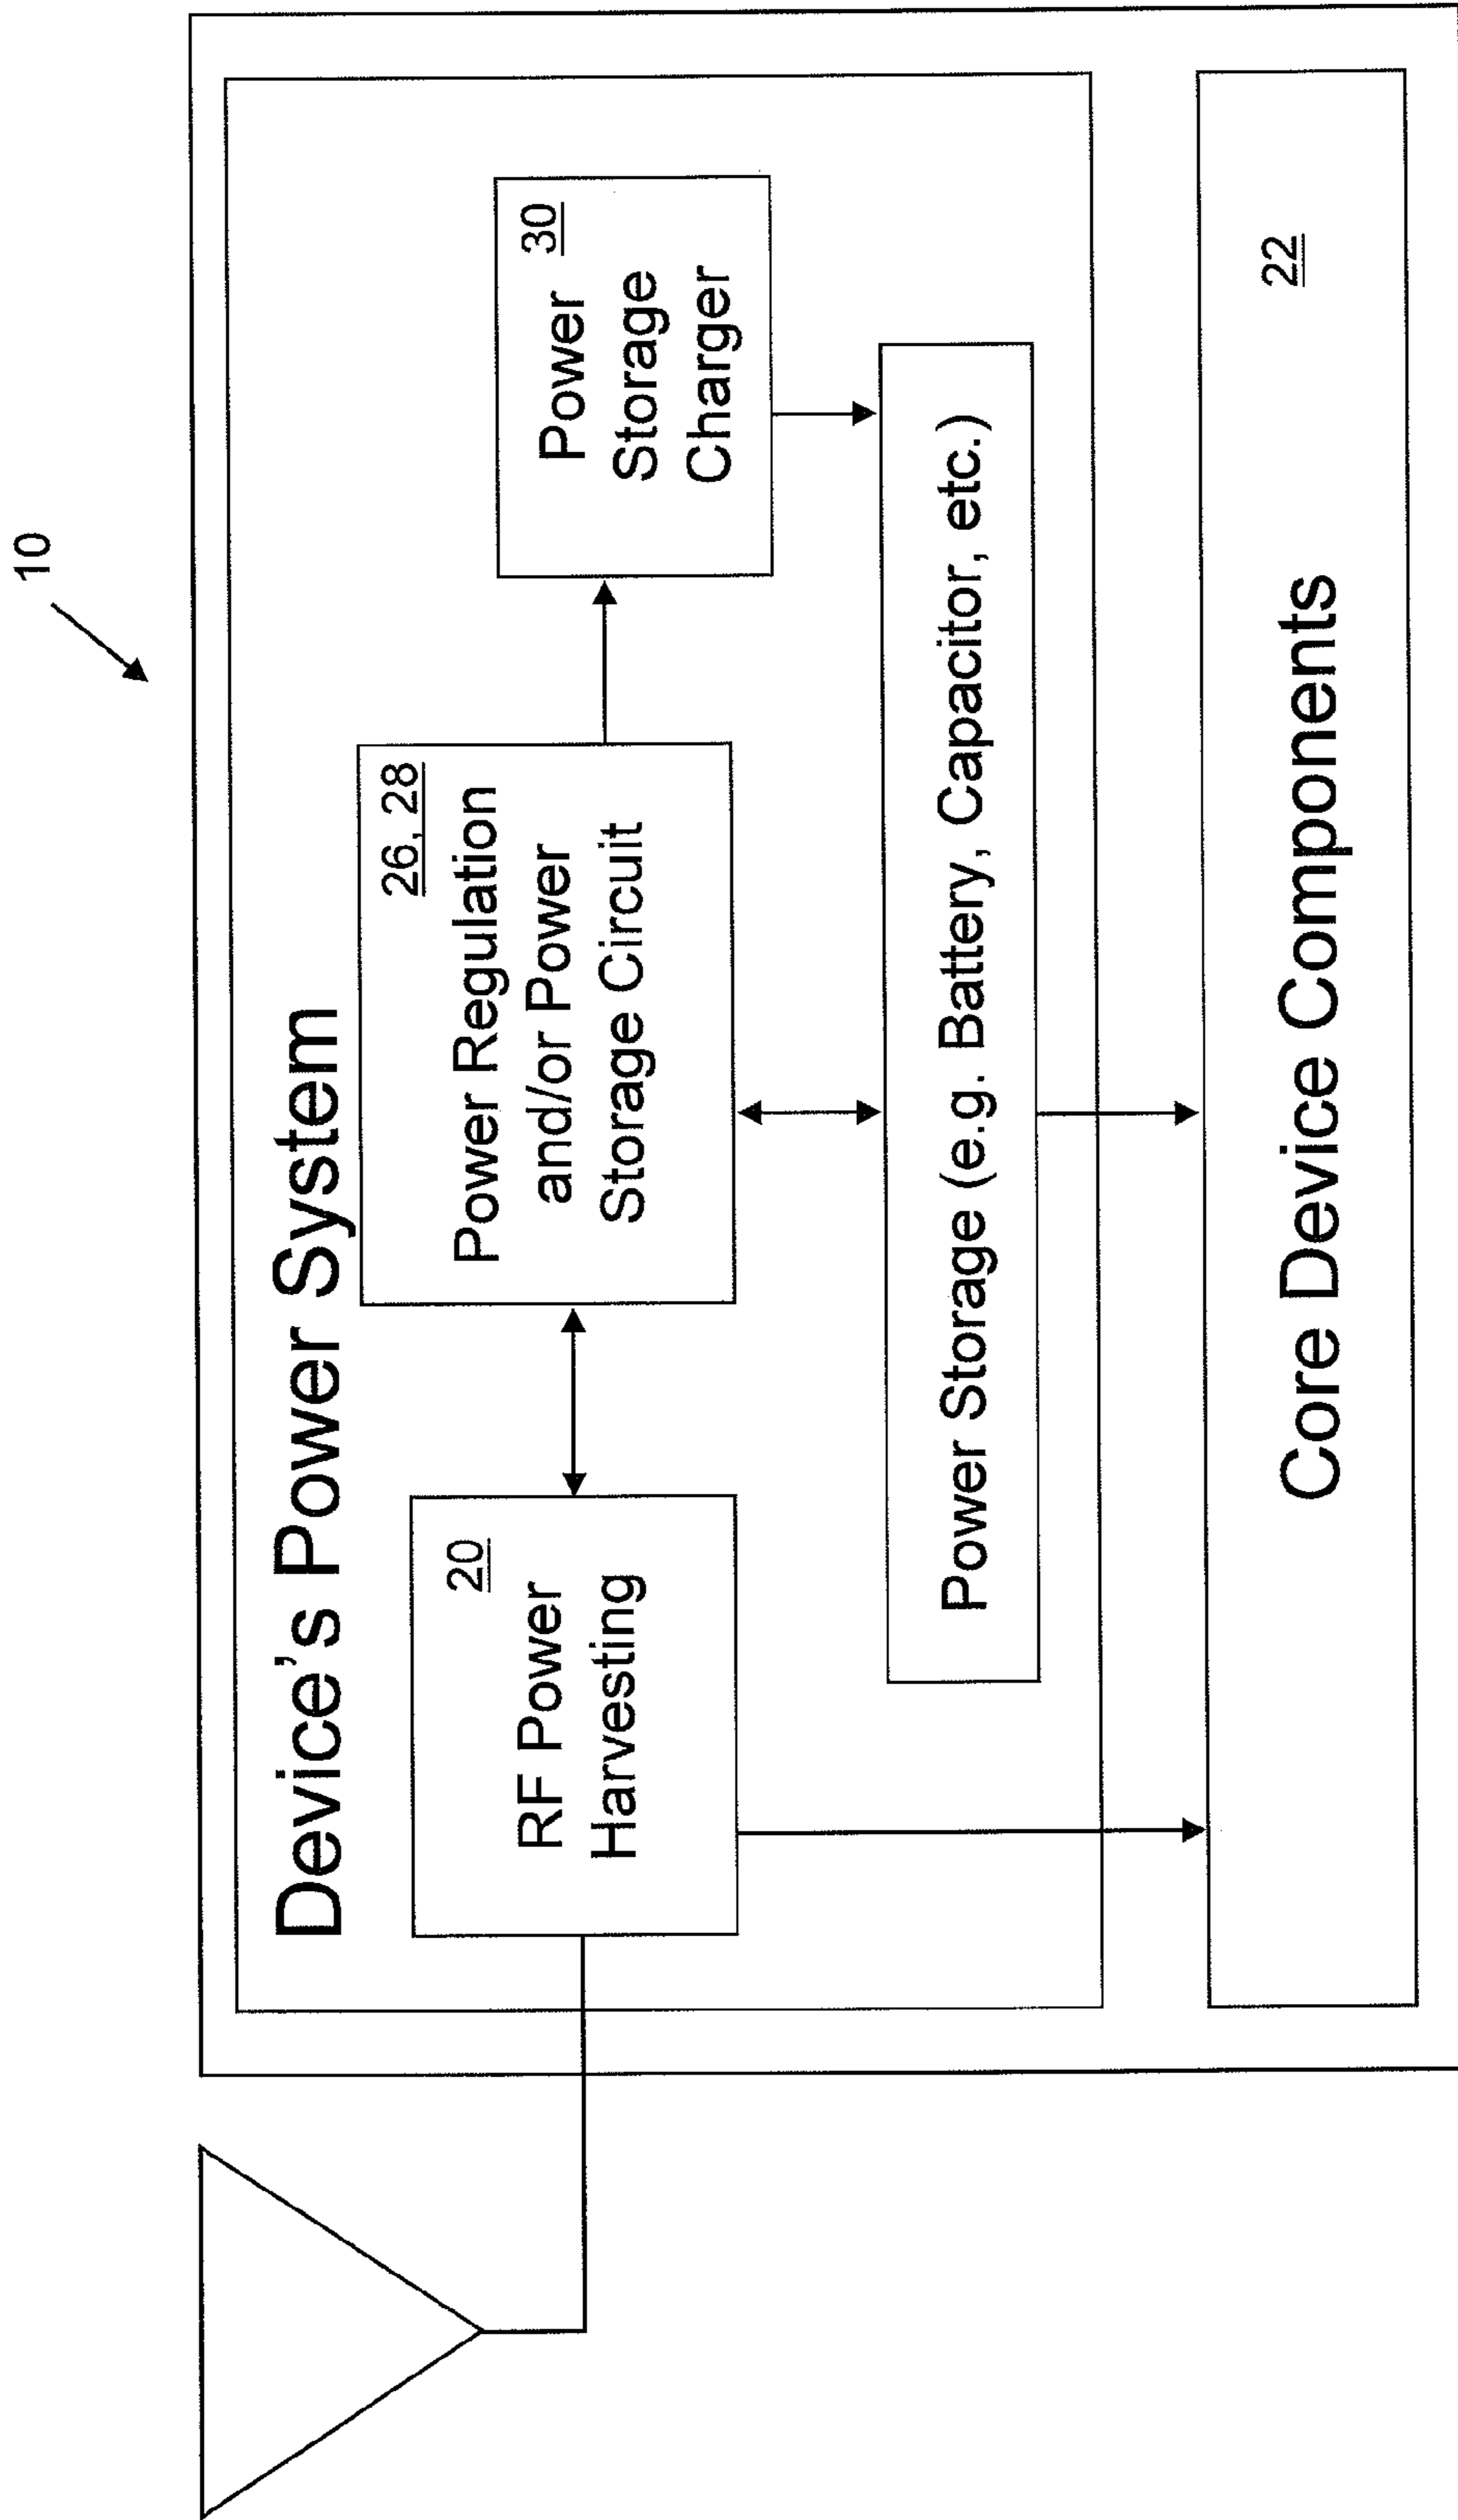 10
Device's Power System
20
RF Power
Harvesting
26, 28
Power Regulation
and/or Power
Storage Circuit
Power 30
Storage
Charger
Power Storage (e.g. Battery, Capacitor, etc.)
22
Core Device Components